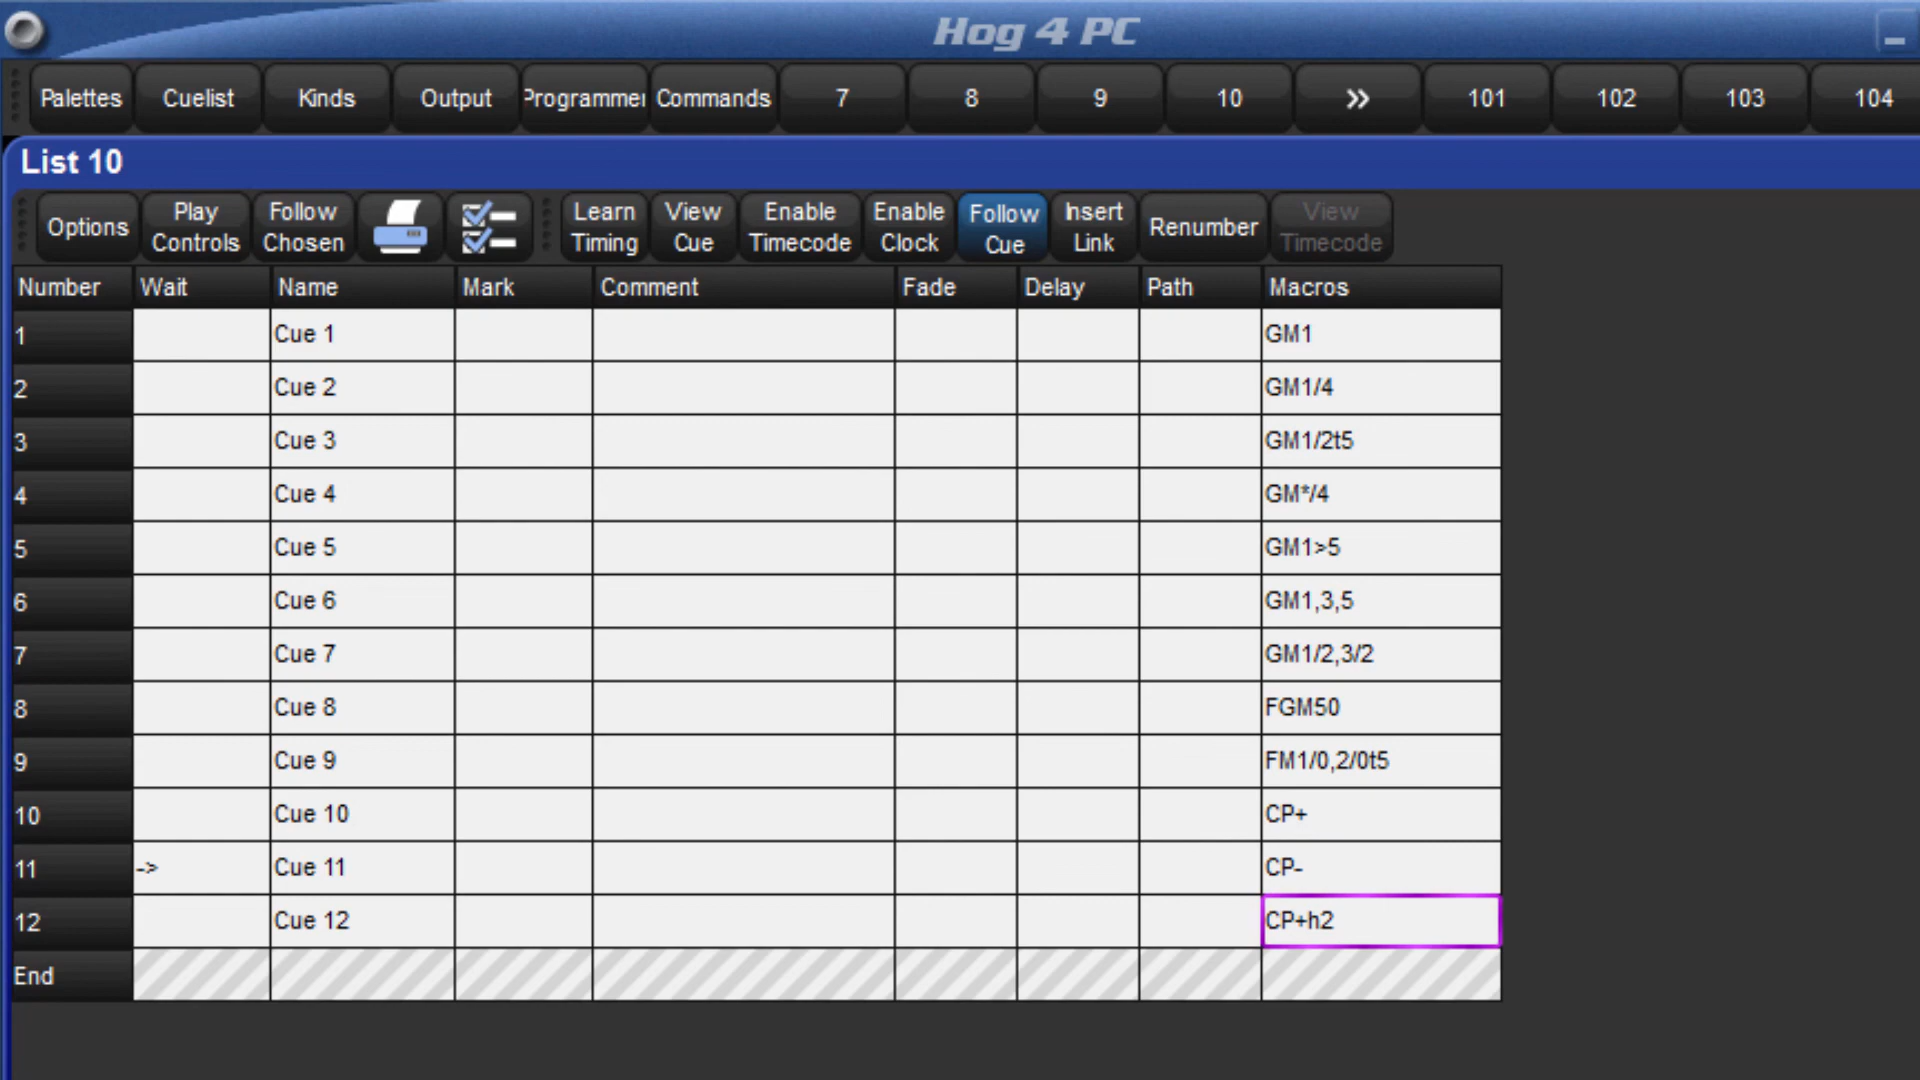 Hog 4 PC
Palettes Cuelist Kinds Output Programmer Commands 7 8 9 10 >> 101 102 103 104
List 10
Options Play Controls Follow Chosen Learn Timing View Cue Enable Timecode Enable Clock Follow Cue Insert Link Renumber View Timecode
Number Wait Name Mark Comment Fade Delay Path Macros
1 Cue 1 GM1
2 Cue 2 GM1/4
3 Cue 3 GM1/2t5
4 Cue 4 GM*/4
5 Cue 5 GM1>5
6 Cue 6 GM1,3,5
7 Cue 7 GM1/2,3/2
8 Cue 8 FGM50
9 Cue 9 FM1/0,2/0t5
10 Cue 10 CP+
11 -> Cue 11 CP-
12 Cue 12 CP+h2
End